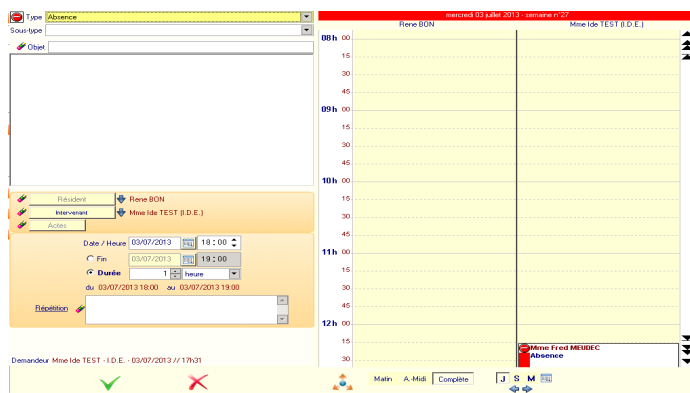 Type Absence
Sous-type
Objet
Résident Rene BON
Intervenant Mme Ide TEST (I.D.E.)
Actes
Date / Heure 03/07/2013 18:00
Fin 03/07/2013 19:00
Durée 1 heure
du 03/07/2013 18:00 au 03/07/2013 19:00
Répétition
Demandeur Mme Ide TEST - I.D.E. - 03/07/2013 // 17h31
mercredi 03 juillet 2013 - semaine n°27
Rene BON Mme Ide TEST (I.D.E.)
08h 00
15
30
45
09h 00
15
30
45
10h 00
15
30
45
11h 00
15
30
45
12h 00
15
30
Mme Fred MEUDEC
Absence
Matin A.-Midi Complète J S M